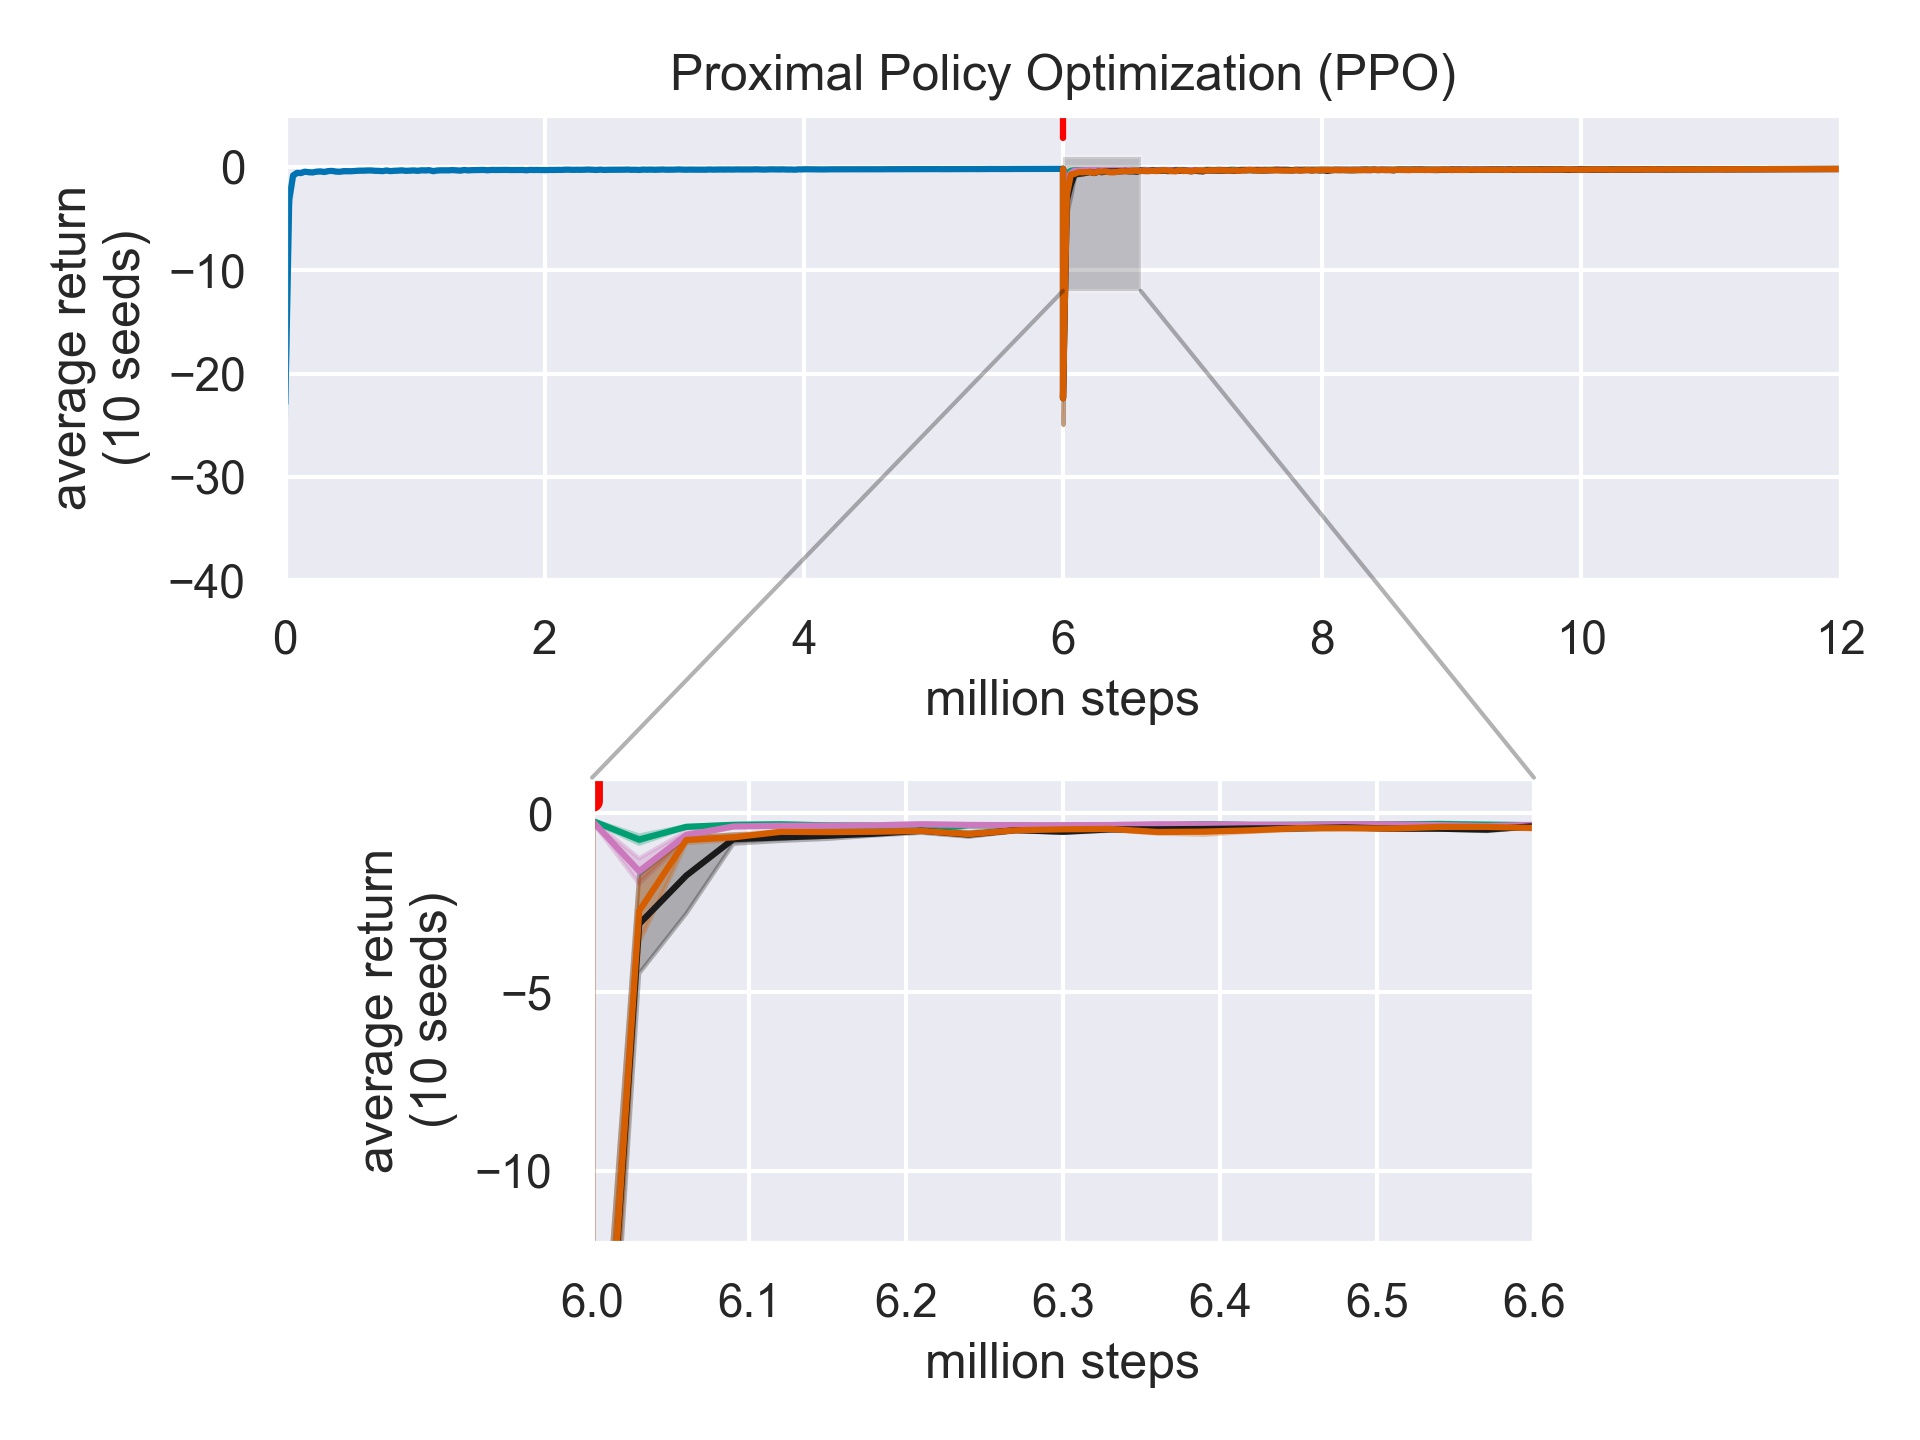 Proximal Policy Optimization (PPO)
average return
(10 seeds)
0
−10
−20
−30
−40
0 2 4 6 8 10 12
million steps
average return
(10 seeds)
0
−5
−10
6.0 6.1 6.2 6.3 6.4 6.5 6.6
million steps